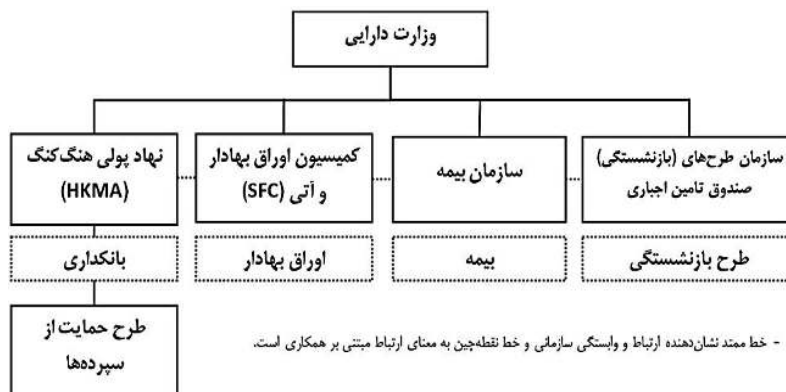 وزارت دارایی
سازمان طرح‌های (بازنشستگی)
صندوق تامین اجباری
سازمان بیمه
کمیسیون اوراق بهادار
و آتی (SFC)
نهاد پولی هنگ‌کنگ
(HKMA)
طرح بازنشستگی
بیمه
اوراق بهادار
بانکداری
طرح حمایت از
سپرده‌ها
- خط ممتد نشان‌دهنده ارتباط و وابستگی سازمانی و خط نقطه‌چین به معنای ارتباط مبتنی بر همکاری است.